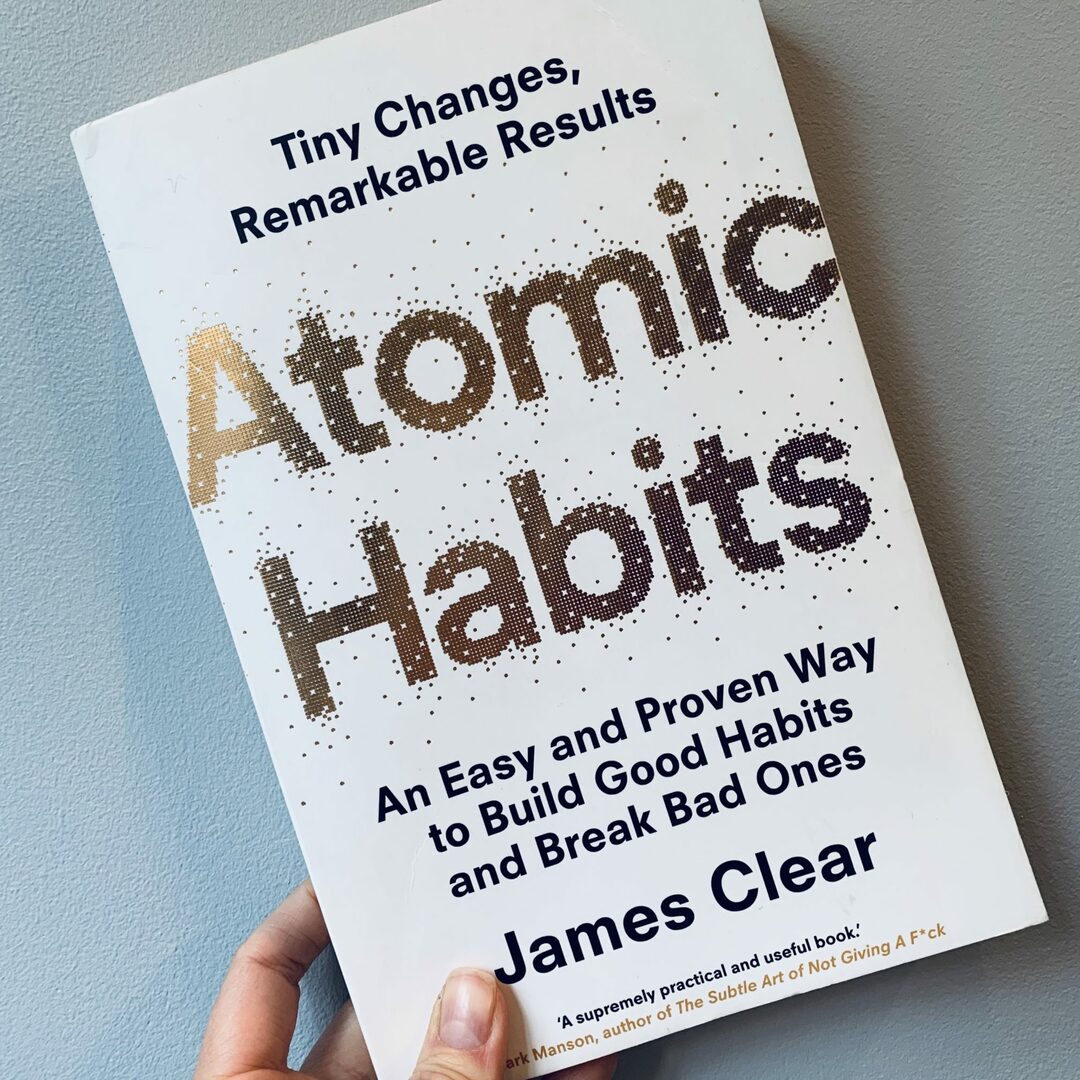 Tiny Changes,
Remarkable Results
Atomic
Habits
An Easy and Proven Way
to Build Good Habits
and Break Bad Ones
James Clear
‘A supremely practical and useful book.’
ark Manson, author of The Subtle Art of Not Giving A F*ck